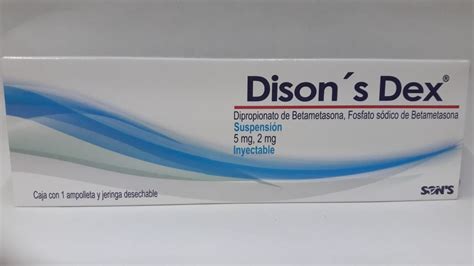 Dison´s Dex®
Dipropionato de Betametasona, Fosfato sódico de Betametasona
Suspensión
5 mg, 2 mg
Inyectable
Caja con 1 ampolleta y jeringa desechable
SON'S